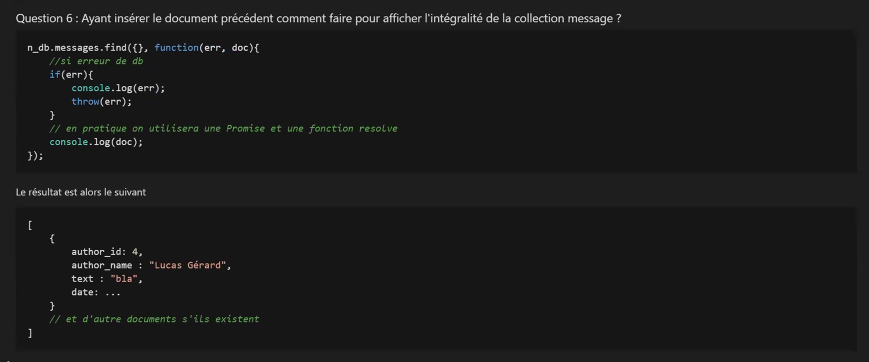 Question 6 : Ayant insérer le document précédent comment faire pour afficher l'intégralité de la collection message ?
n_db.messages.find({}, function(err, doc){
    //si erreur de db
    if(err){
        console.log(err);
        throw(err);
    }
    // en pratique on utilisera une Promise et une fonction resolve
    console.log(doc);
});
Le résultat est alors le suivant
[
    {
        author_id: 4,
        author_name : "Lucas Gérard",
        text : "bla",
        date: ...
    }
    // et d'autre documents s'ils existent
]